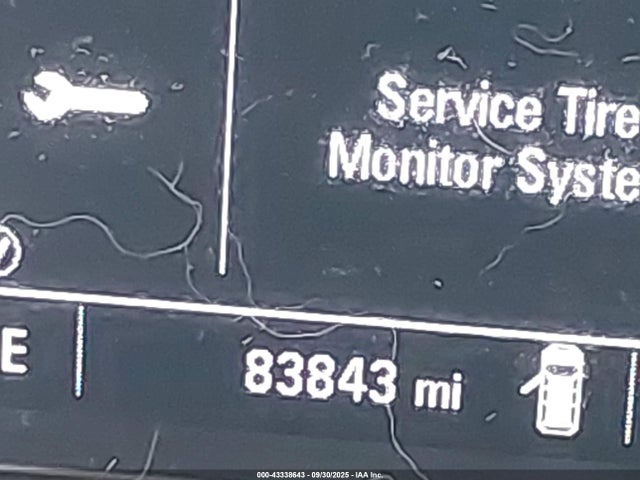 Service Tire
Monitor Syste
E
83843 mi
000-43338643 - 09/30/2025 - IAA Inc.